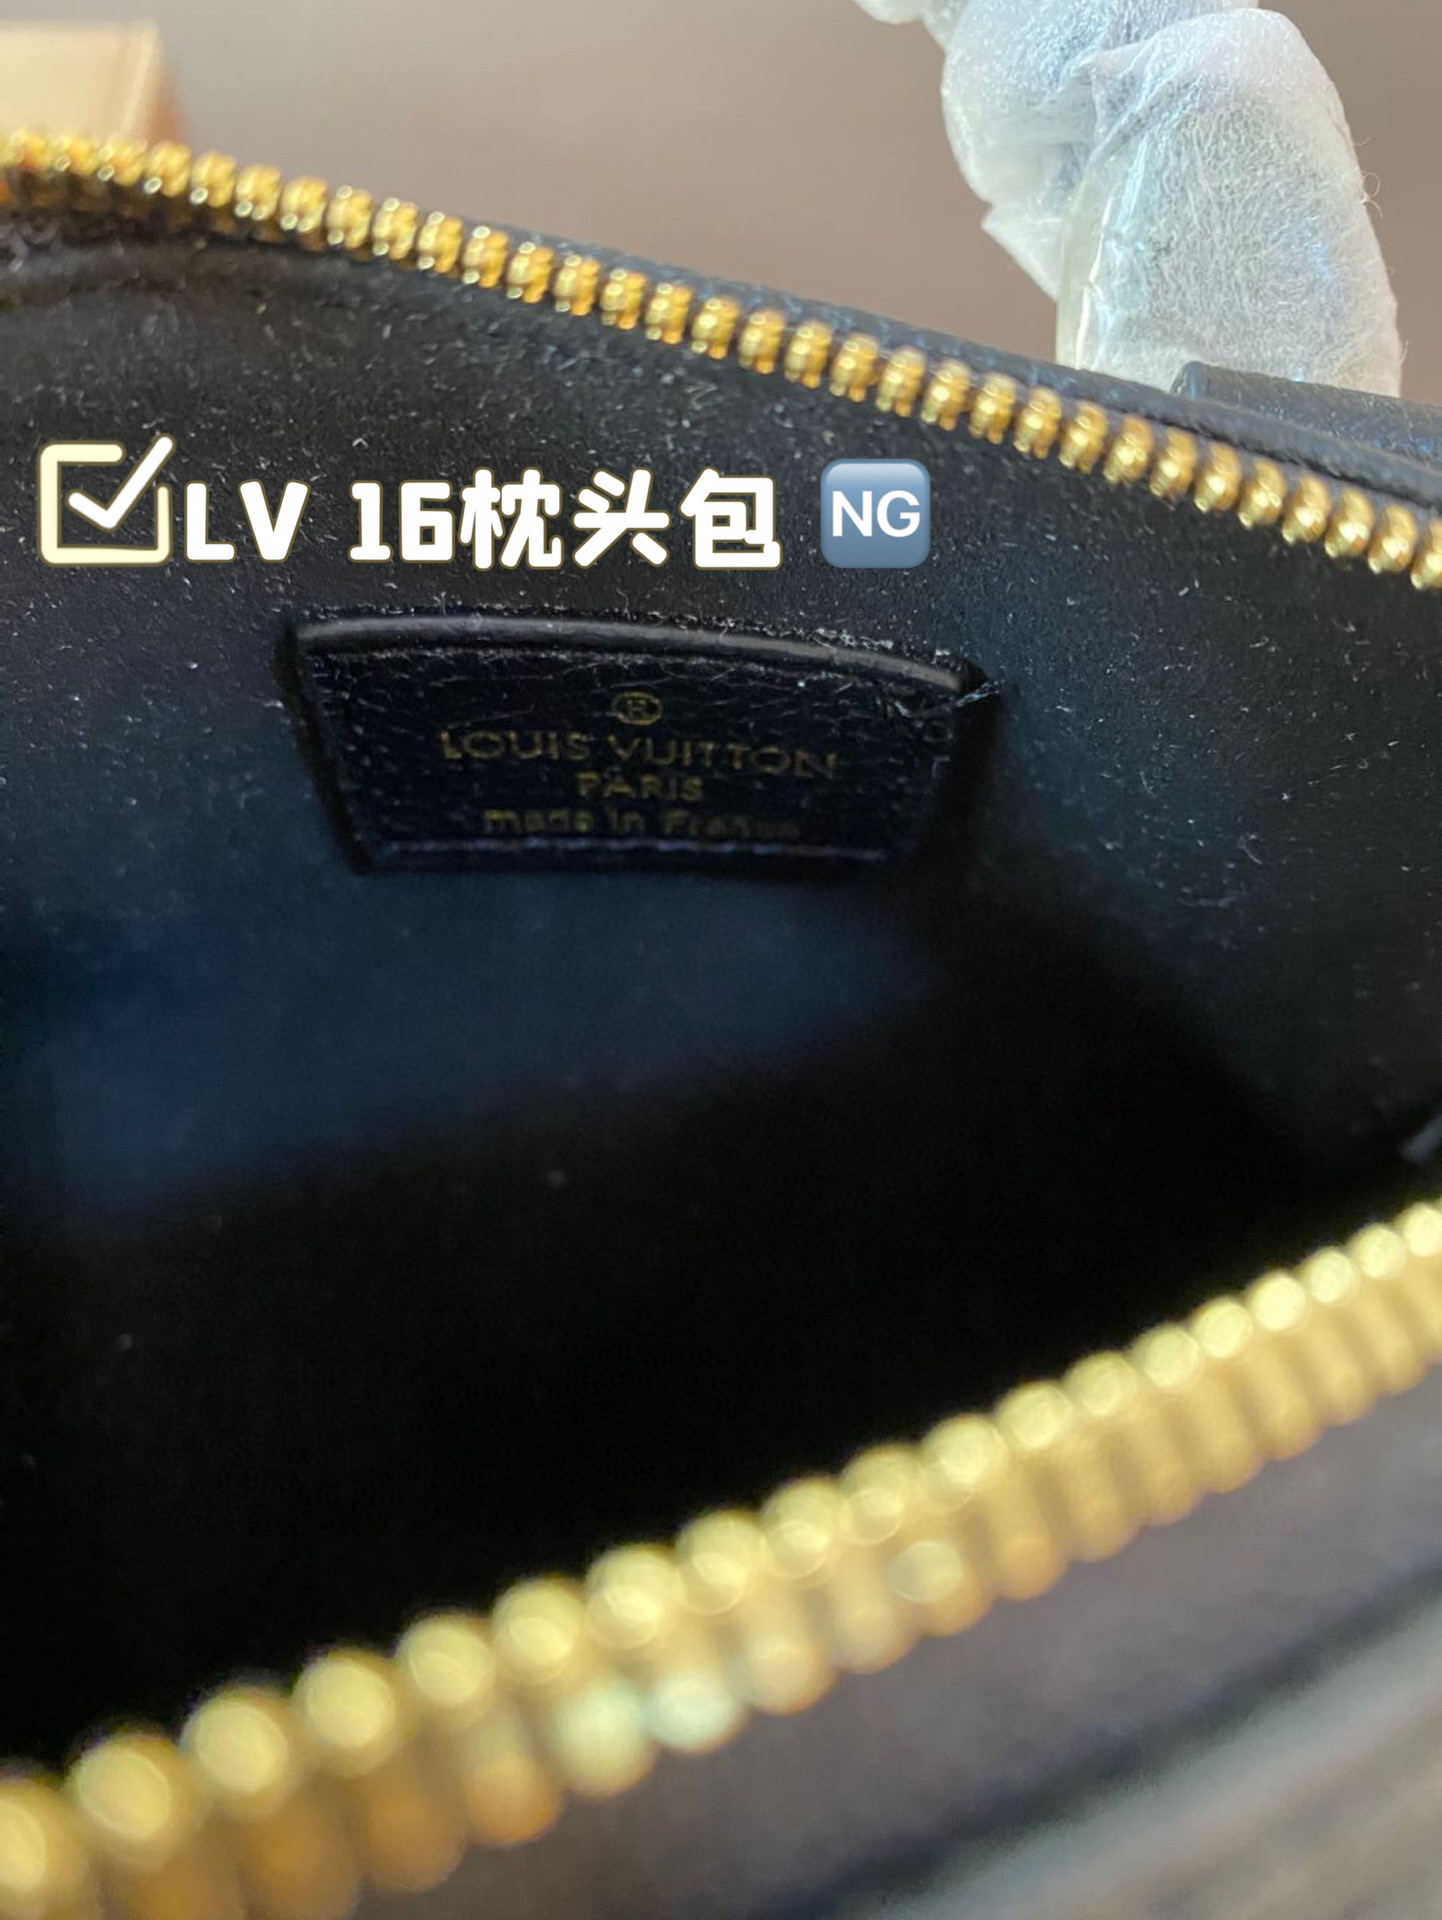 LV 16枕头包 🆖
®
LOUIS VUITTON
PARIS
made in France